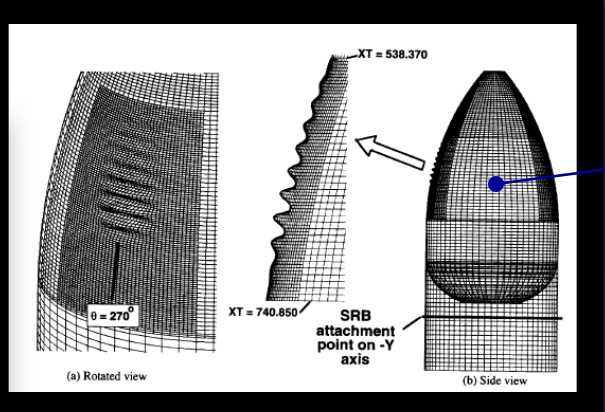 XT = 538.370
θ = 270°
XT = 740.850
SRB
attachment
point on -Y
axis
(a) Rotated view
(b) Side view